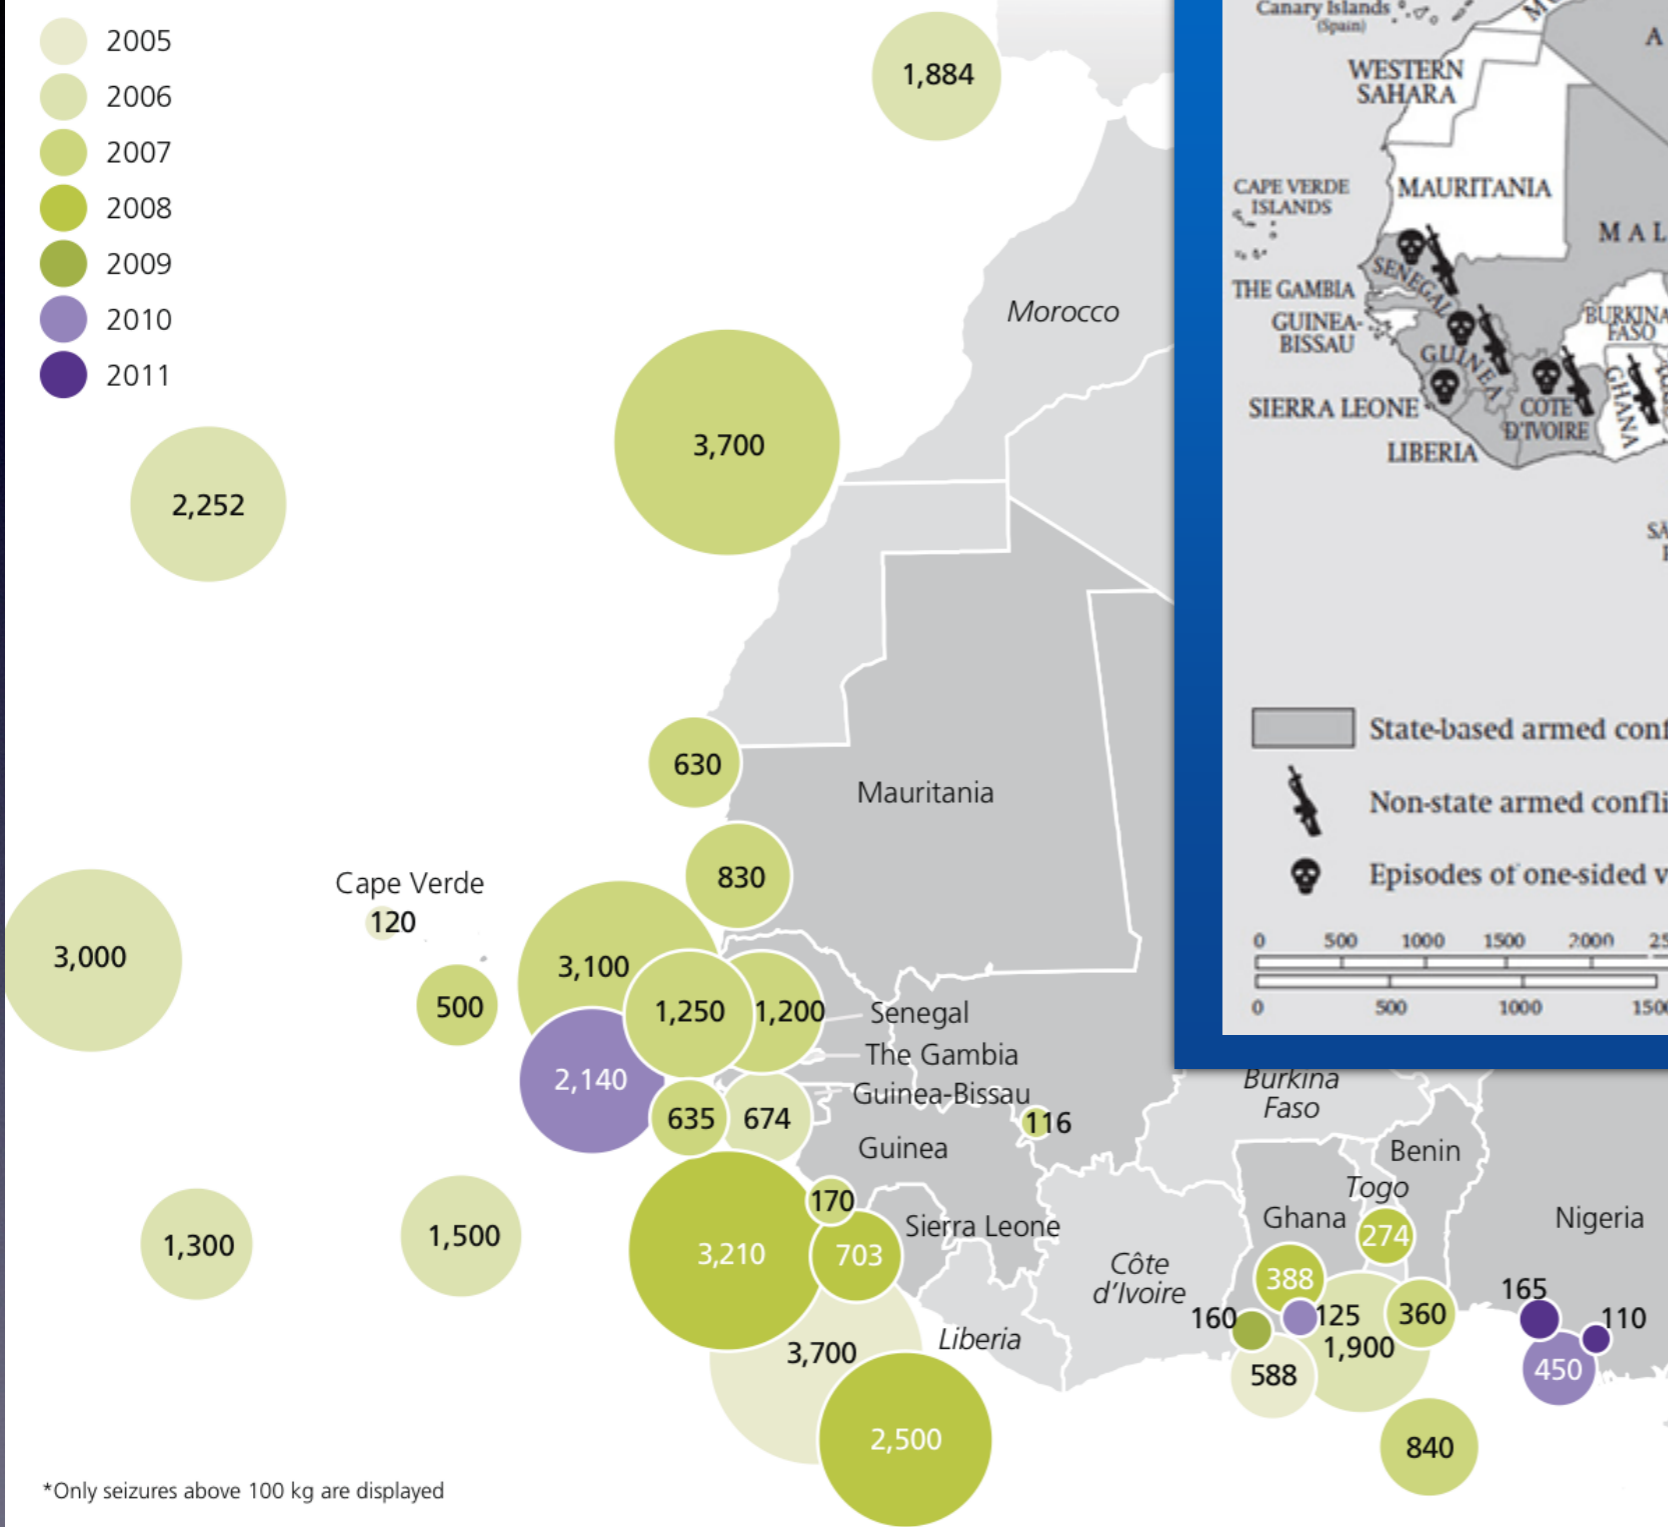 2005
2006
2007
2008
2009
2010
2011
1,884
Morocco
3,700
2,252
630
Mauritania
830
Cape Verde
120
3,000
3,100
500
1,250
1,200
Senegal
The Gambia
2,140
Guinea-Bissau
635
674
116
Guinea
170
Sierra Leone
1,300
1,500
3,210
703
Côte
d'Ivoire
Liberia
3,700
2,500
Burkina
Faso
Benin
Togo
Ghana
274
Nigeria
388
160
125
360
1,900
588
165
110
450
840
*Only seizures above 100 kg are displayed
Canary Islands
(Spain)
A
WESTERN
SAHARA
CAPE VERDE
ISLANDS
MAURITANIA
M A L
SENEGAL
THE GAMBIA
GUINEA-
BISSAU
BURKINA
FASO
GUINEA
SIERRA LEONE
COTE
D'IVOIRE
GHANA
LIBERIA
State-based armed conf
Non-state armed confli
Episodes of one-sided v
0 500 1000 1500 2000 25
0 500 1000 150